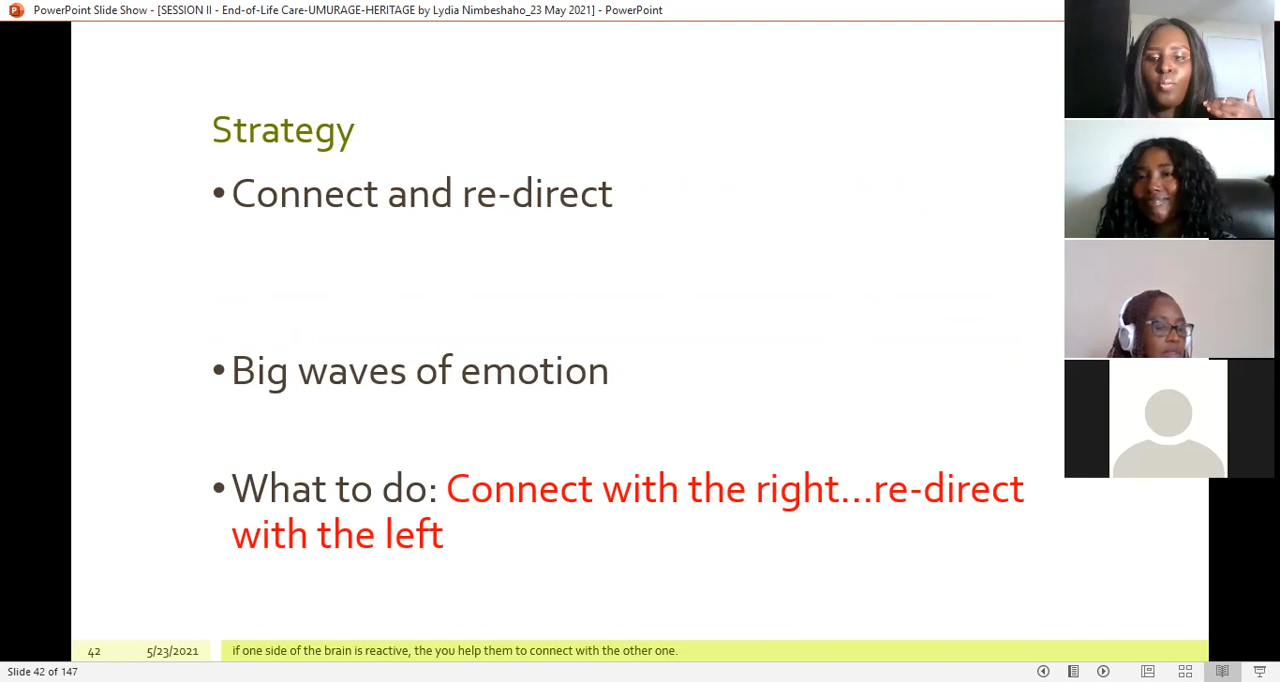 PowerPoint Slide Show - [SESSION II - End-of-Life Care-UMURAGE-HERITAGE by Lydia Nimbeshaho_23 May 2021] - PowerPoint
Strategy
•Connect and re-direct
•Big waves of emotion
•What to do: Connect with the right...re-direct
with the left
42 5/23/2021 if one side of the brain is reactive, the you help them to connect with the other one.
Slide 42 of 147